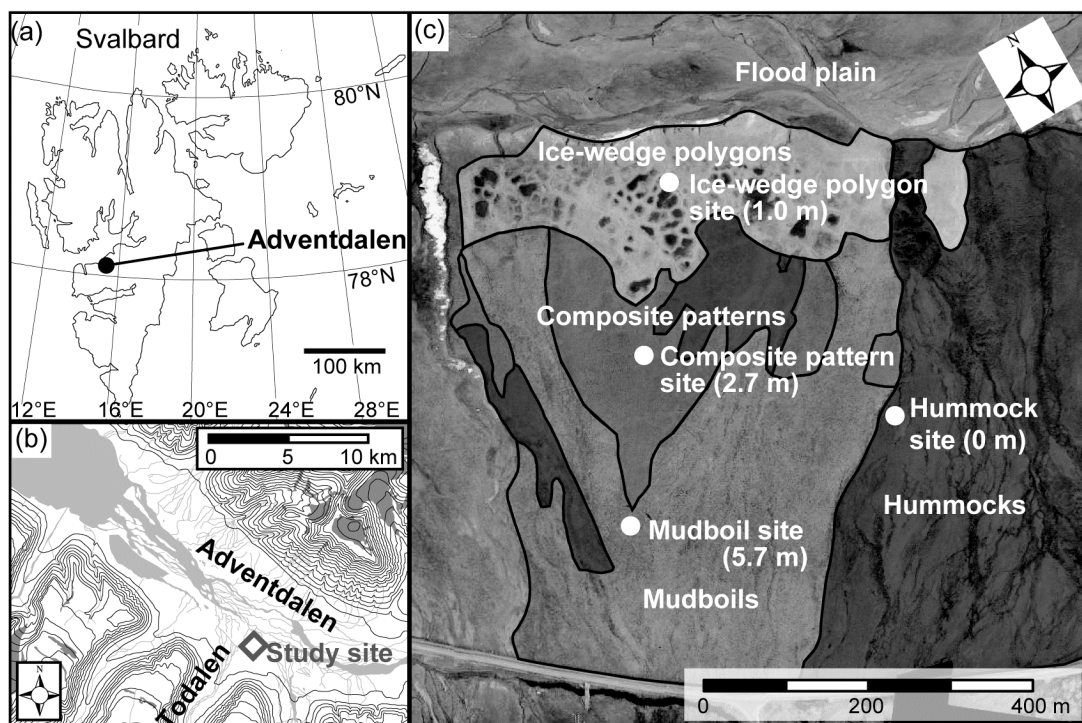 (a)
Svalbard
80°N
Adventdalen
78°N
100 km
12°E
16°E
20°E
24°E
28°E
(b)
0
5
10 km
Adventdalen
Study site
Todalen
N
(c)
N
Flood plain
Ice-wedge polygons
Ice-wedge polygon
site (1.0 m)
Composite patterns
Composite pattern
site (2.7 m)
Hummock
site (0 m)
Hummocks
Mudboil site
(5.7 m)
Mudboils
0
200
400 m